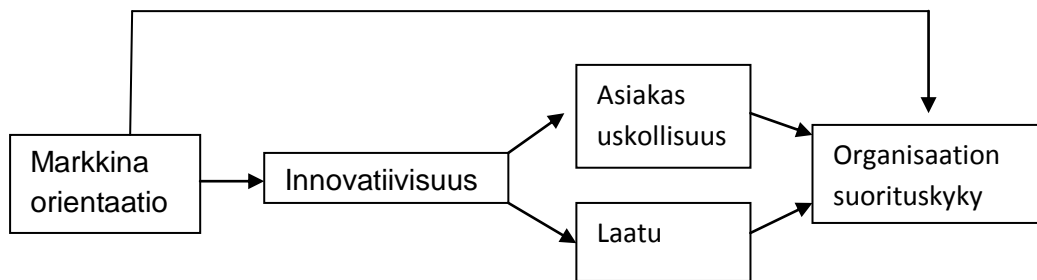 Markkina
orientaatio
Innovatiivisuus
Asiakas
uskollisuus
Laatu
Organisaation
suorituskyky